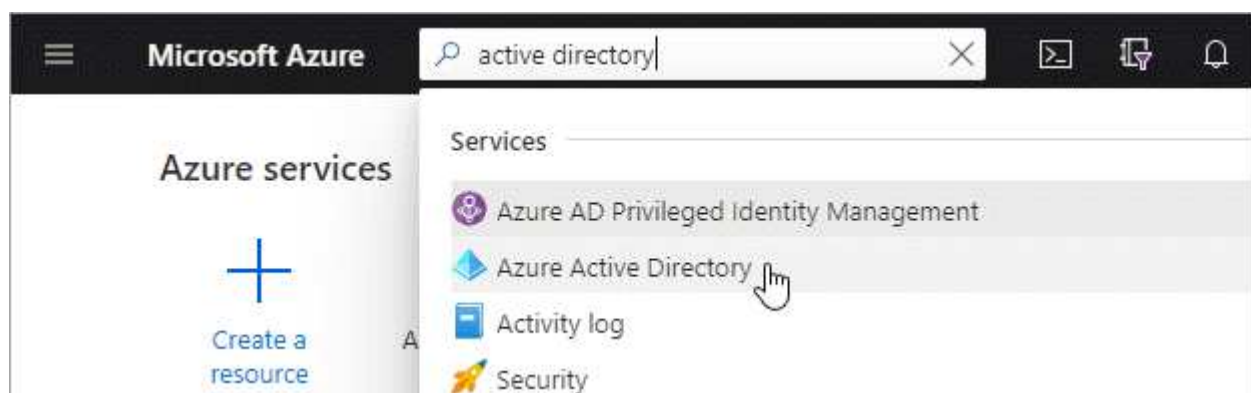 Microsoft Azure
active directory
Azure services
Services
Azure AD Privileged Identity Management
Azure Active Directory
Activity log
Security
Create a
resource
A